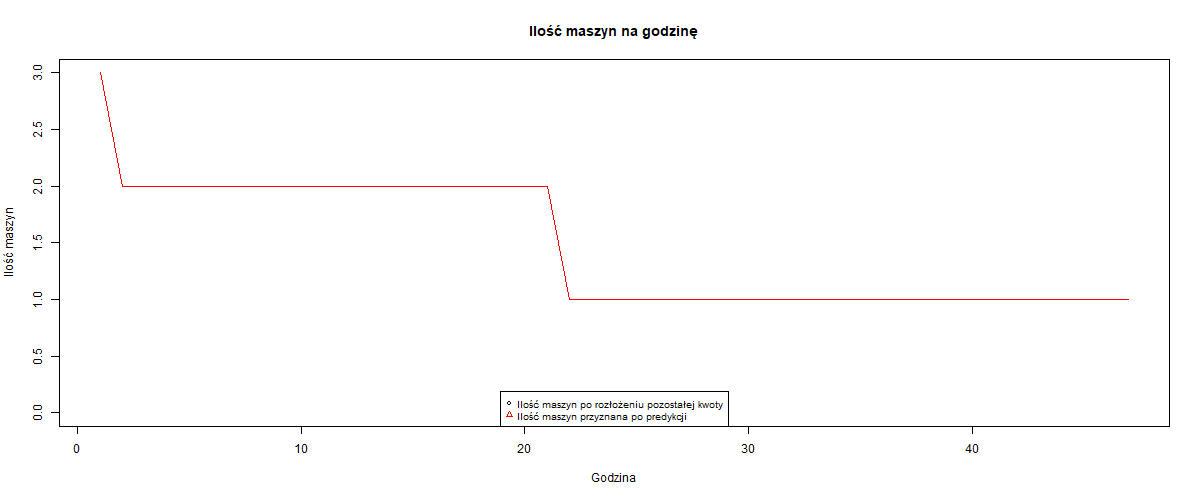 Ilość maszyn na godzinę
Ilość maszyn
3.0
2.5
2.0
1.5
1.0
0.5
0.0
Ilość maszyn po rozłożeniu pozostałej kwoty
Ilość maszyn przyznana po predykcji
0 10 20 30 40
Godzina